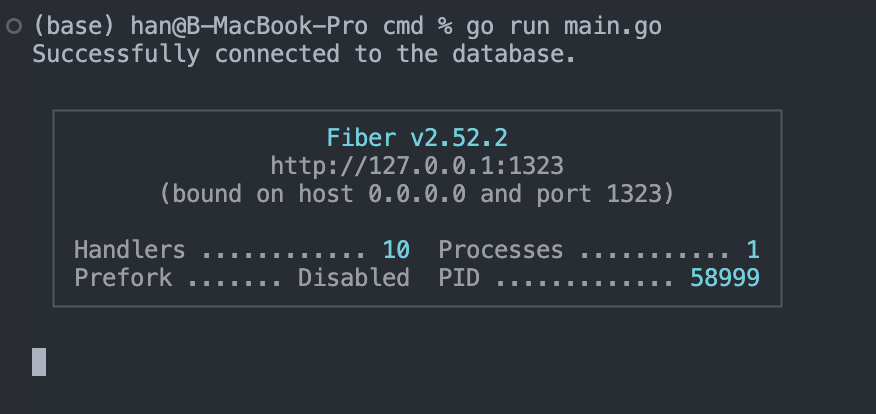 (base) han@B-MacBook-Pro cmd % go run main.go
Successfully connected to the database.
Fiber v2.52.2
http://127.0.0.1:1323
(bound on host 0.0.0.0 and port 1323)
Handlers ............ 10 Processes ........... 1
Prefork ....... Disabled PID ............. 58999